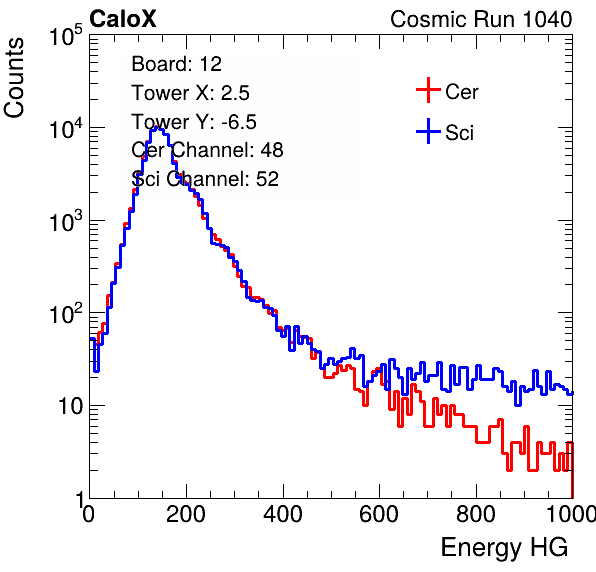 CaloX Cosmic Run 1040
Counts
10^5
10^4
10^3
10^2
10
1
Board: 12
Tower X: 2.5
Tower Y: -6.5
Cer Channel: 48
Sci Channel: 52
Cer
Sci
0 200 400 600 800 1000
Energy HG